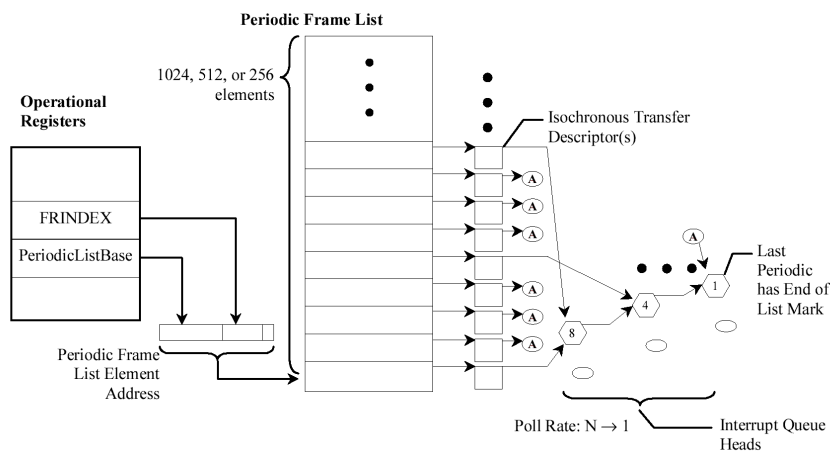 Periodic Frame List
1024, 512, or 256
elements
Operational
Registers
FRINDEX
PeriodicListBase
Periodic Frame
List Element
Address
Isochronous Transfer
Descriptor(s)
A
A
A
A
A
A
A
8
4
1
Last
Periodic
has End of
List Mark
Poll Rate: N → 1
Interrupt Queue
Heads